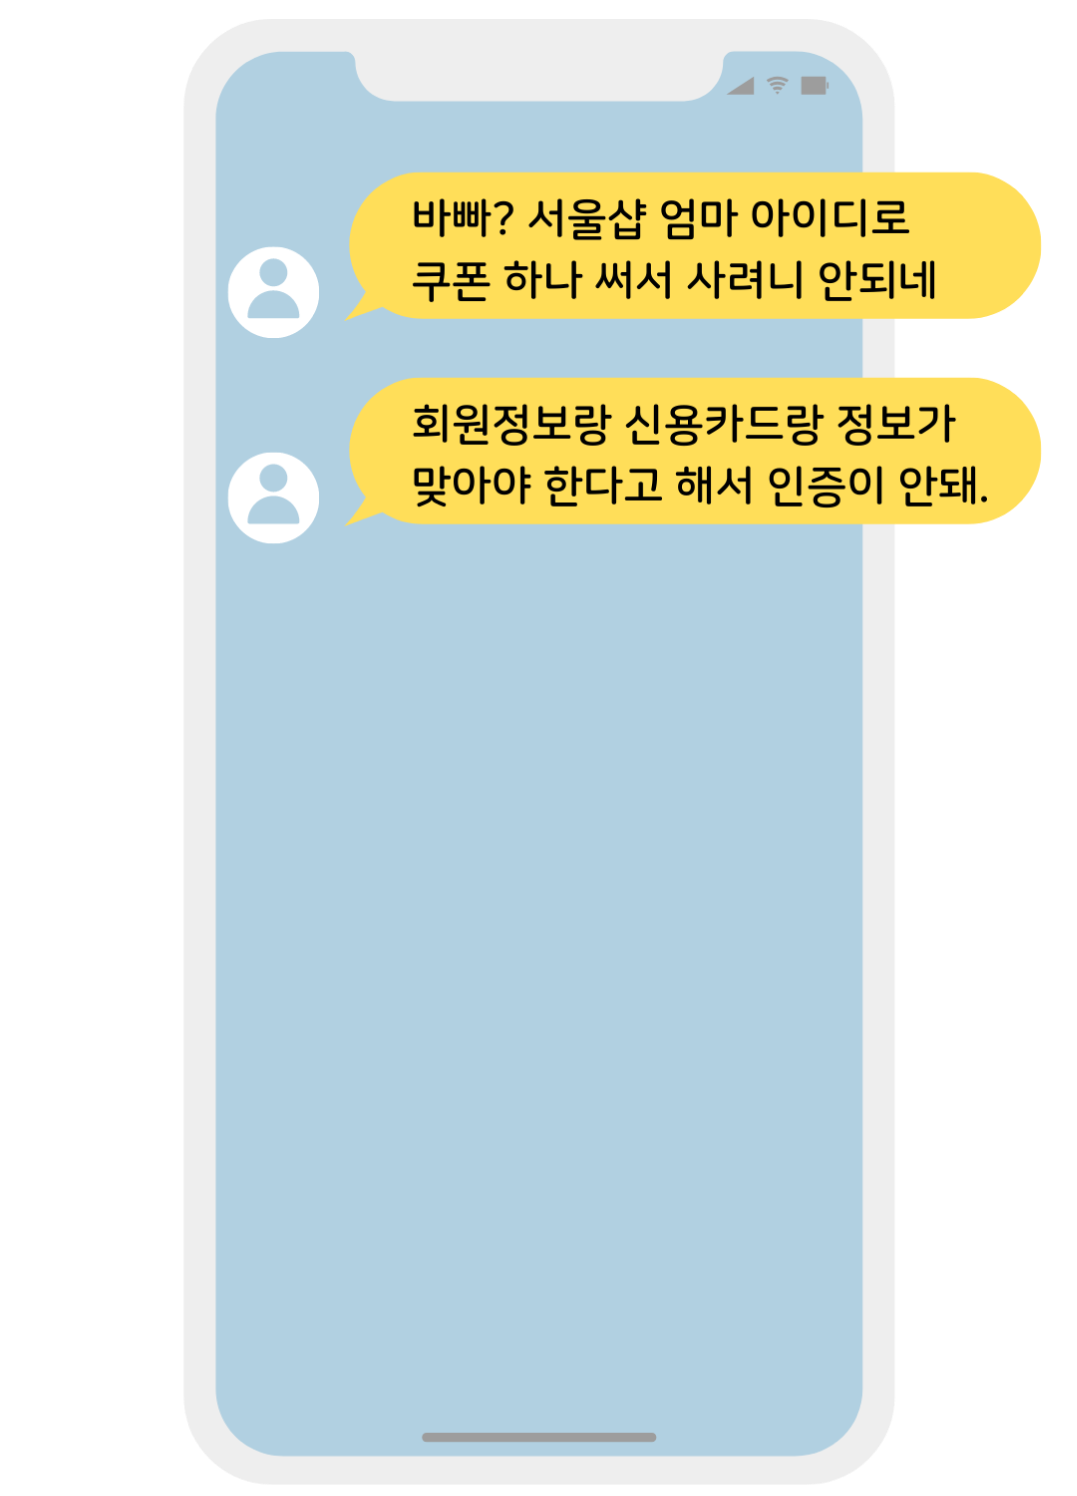 바빠? 서울샵 엄마 아이디로
쿠폰 하나 써서 사려니 안되네
회원정보랑 신용카드랑 정보가
맞아야 한다고 해서 인증이 안돼.